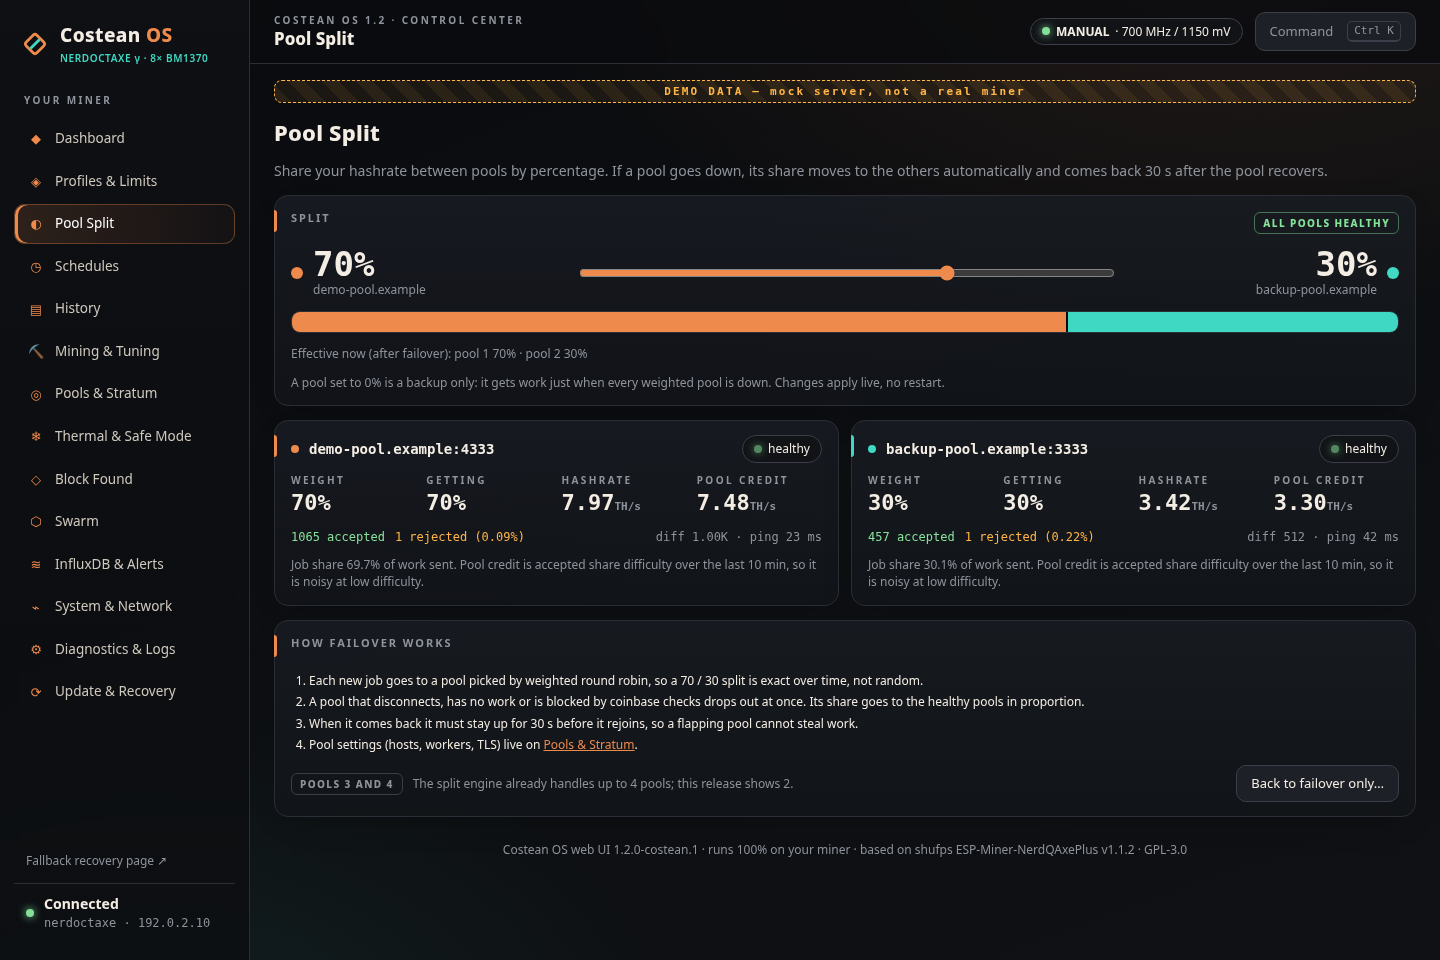 Costean OS
NERDOCTAXE γ · 8× BM1370
YOUR MINER
Dashboard
Profiles & Limits
Pool Split
Schedules
History
Mining & Tuning
Pools & Stratum
Thermal & Safe Mode
Block Found
Swarm
InfluxDB & Alerts
System & Network
Diagnostics & Logs
Update & Recovery
Fallback recovery page ↗
Connected
nerdoctaxe · 192.0.2.10
COSTEAN OS 1.2 · CONTROL CENTER
Pool Split
MANUAL · 700 MHz / 1150 mV
Command Ctrl K
DEMO DATA — mock server, not a real miner
Pool Split
Share your hashrate between pools by percentage. If a pool goes down, its share moves to the others automatically and comes back 30 s after the pool recovers.
SPLIT
ALL POOLS HEALTHY
70%
demo-pool.example
30%
backup-pool.example
Effective now (after failover): pool 1 70% · pool 2 30%
A pool set to 0% is a backup only: it gets work just when every weighted pool is down. Changes apply live, no restart.
demo-pool.example:4333
healthy
WEIGHT GETTING HASHRATE POOL CREDIT
70% 70% 7.97TH/s 7.48TH/s
1065 accepted 1 rejected (0.09%) diff 1.00K · ping 23 ms
Job share 69.7% of work sent. Pool credit is accepted share difficulty over the last 10 min, so it
is noisy at low difficulty.
backup-pool.example:3333
healthy
WEIGHT GETTING HASHRATE POOL CREDIT
30% 30% 3.42TH/s 3.30TH/s
457 accepted 1 rejected (0.22%) diff 512 · ping 42 ms
Job share 30.1% of work sent. Pool credit is accepted share difficulty over the last 10 min, so it
is noisy at low difficulty.
HOW FAILOVER WORKS
1. Each new job goes to a pool picked by weighted round robin, so a 70 / 30 split is exact over time, not random.
2. A pool that disconnects, has no work or is blocked by coinbase checks drops out at once. Its share goes to the healthy pools in proportion.
3. When it comes back it must stay up for 30 s before it rejoins, so a flapping pool cannot steal work.
4. Pool settings (hosts, workers, TLS) live on Pools & Stratum.
POOLS 3 AND 4 The split engine already handles up to 4 pools; this release shows 2.
Back to failover only…
Costean OS web UI 1.2.0-costean.1 · runs 100% on your miner · based on shufps ESP-Miner-NerdQAxePlus v1.1.2 · GPL-3.0